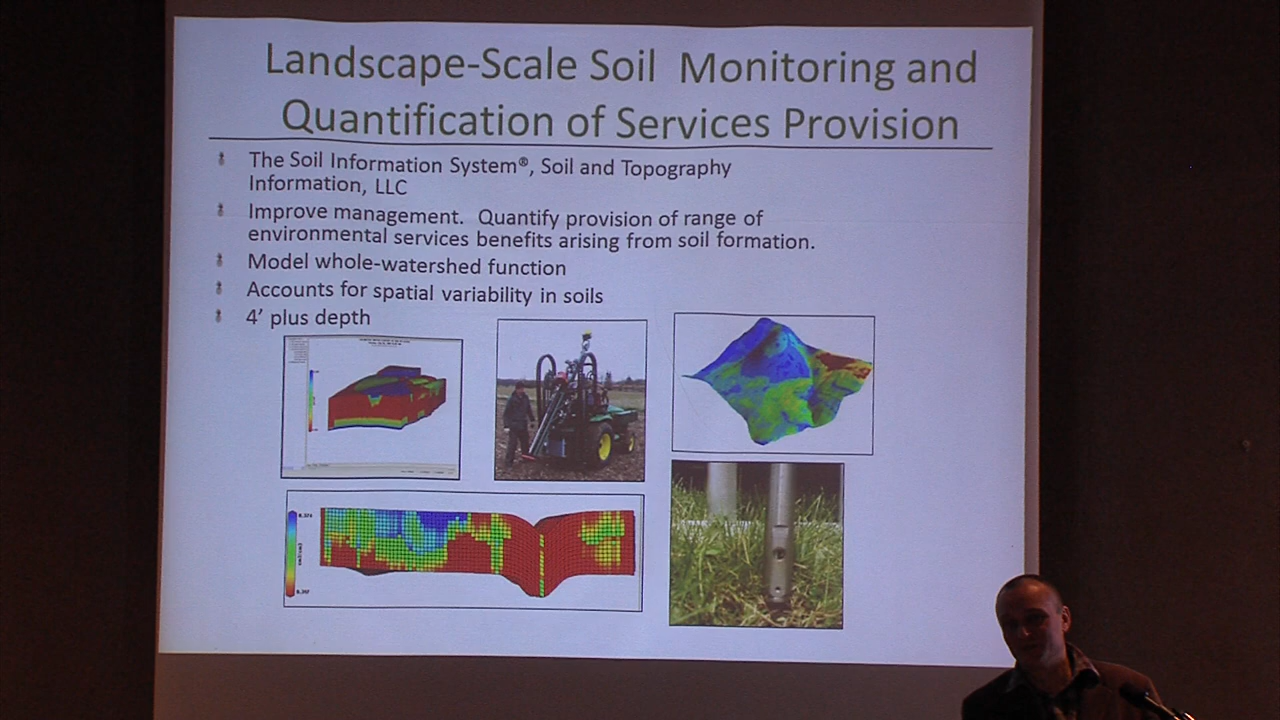 Landscape-Scale Soil Monitoring and
Quantification of Services Provision
The Soil Information System®, Soil and Topography
Information, LLC
Improve management. Quantify provision of range of
environmental services benefits arising from soil formation.
Model whole-watershed function
Accounts for spatial variability in soils
4' plus depth